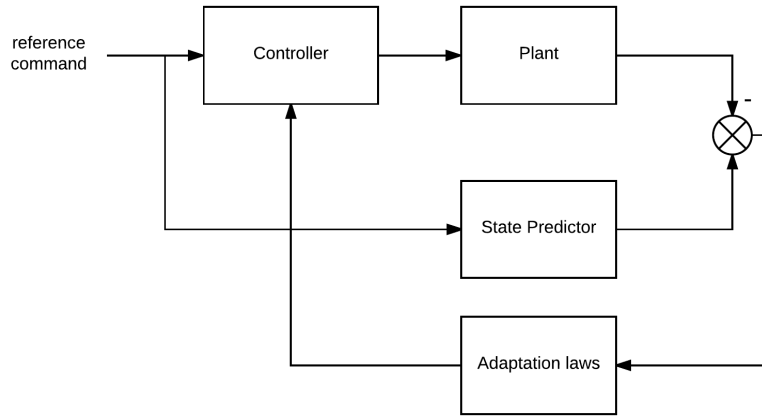 reference
command
Controller
Plant
-
State Predictor
Adaptation laws